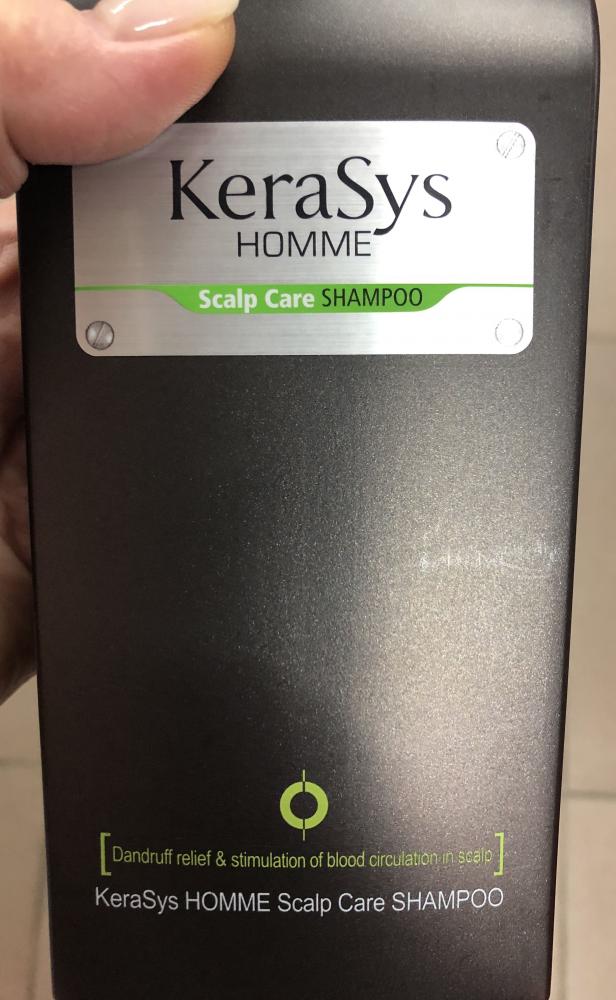 KeraSys
HOMME
Scalp Care SHAMPOO
[Dandruff relief & stimulation of blood circulation in scalp]
KeraSys HOMME Scalp Care SHAMPOO